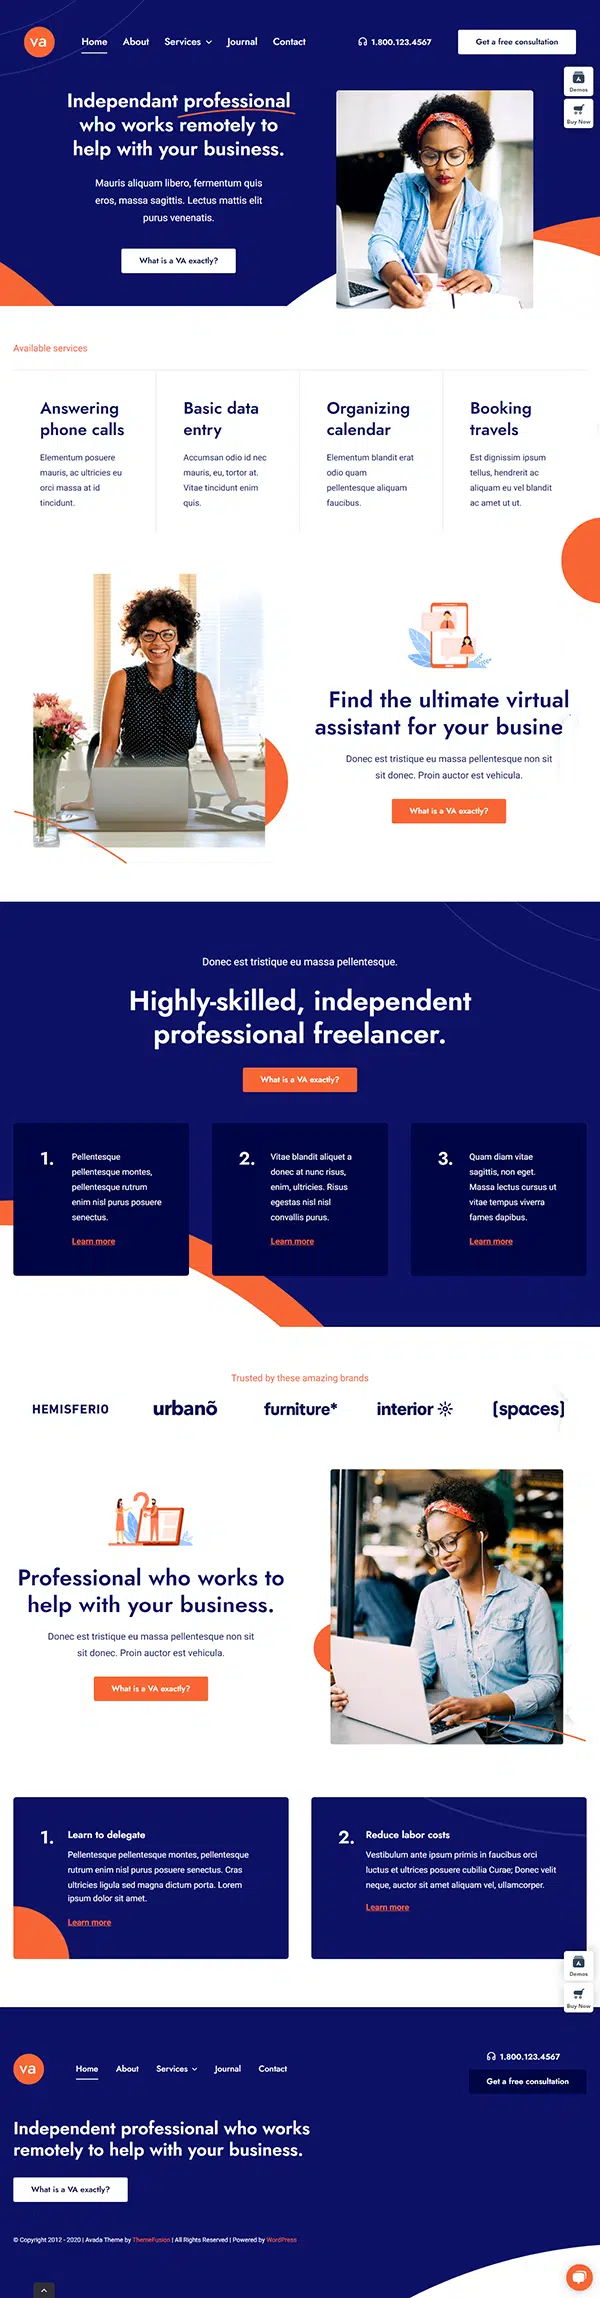 va
Home About Services Journal Contact 1.800.123.4567 Get a free consultation
Demos
Buy Now
Independant professional
who works remotely to
help with your business.
Mauris aliquam libero, fermentum quis
eros, massa sagittis. Lectus mattis elit
purus venenatis.
What is a VA exactly?
Available services
Answering
phone calls
Elementum posuere
mauris, ac ultricies eu
orci massa at id
tincidunt.
Basic data
entry
Accumsan odio id nec
mauris, eu, tortor at.
Vitae tincidunt enim
quis.
Organizing
calendar
Elementum blandit erat
odio quam
pellentesque aliquam
faucibus.
Booking
travels
Est dignissim ipsum
tellus, hendrerit ac
aliquam eu vel blandit
ac amet ut ut.
Find the ultimate virtual
assistant for your busine
Donec est tristique eu massa pellentesque non sit
sit donec. Proin auctor est vehicula.
What is a VA exactly?
Donec est tristique eu massa pellentesque.
Highly-skilled, independent
professional freelancer.
What is a VA exactly?
1.
Pellentesque
pellentesque montes,
pellentesque rutrum
enim nisl purus posuere
senectus.
Learn more
2.
Vitae blandit aliquet a
donec at nunc risus,
enim, ultricies. Risus
egestas nisl nisl
convallis purus.
Learn more
3.
Quam diam vitae
sagittis, non eget.
Massa lectus cursus ut
vitae tempus viverra
fames dapibus.
Learn more
Trusted by these amazing brands
HEMISFERIO urbanõ furniture* interior [spaces]
Professional who works to
help with your business.
Donec est tristique eu massa pellentesque non sit
sit donec. Proin auctor est vehicula.
What is a VA exactly?
1. Learn to delegate
Pellentesque pellentesque montes, pellentesque
rutrum enim nisl purus posuere senectus. Cras
ultricies ligula sed magna dictum porta. Lorem
ipsum dolor sit amet.
Learn more
2. Reduce labor costs
Vestibulum ante ipsum primis in faucibus orci
luctus et ultrices posuere cubilia Curae; Donec velit
neque, auctor sit amet aliquam vel, ullamcorper.
Learn more
Demos
Buy Now
1.800.123.4567
va
Home About Services Journal Contact
Get a free consultation
Independent professional who works
remotely to help with your business.
What is a VA exactly?
© Copyright 2012 - 2020 | Avada Theme by ThemeFusion | All Rights Reserved | Powered by WordPress